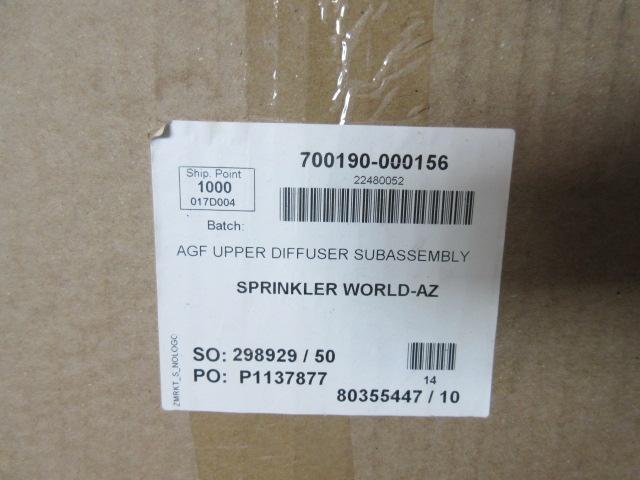 700190-000156
22480052
Ship. Point
1000
017D004
Batch:
AGF UPPER DIFFUSER SUBASSEMBLY
SPRINKLER WORLD-AZ
ZMRKT_S_NOLOGO
SO: 298929 / 50
PO: P1137877
14
80355447 / 10